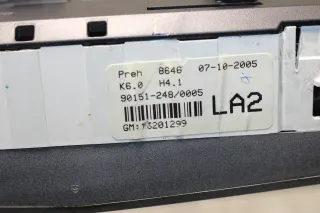 Preh 8646 07-10-2005
K6.0 H4.1
90151-248/0005
LA2
GM:13201299